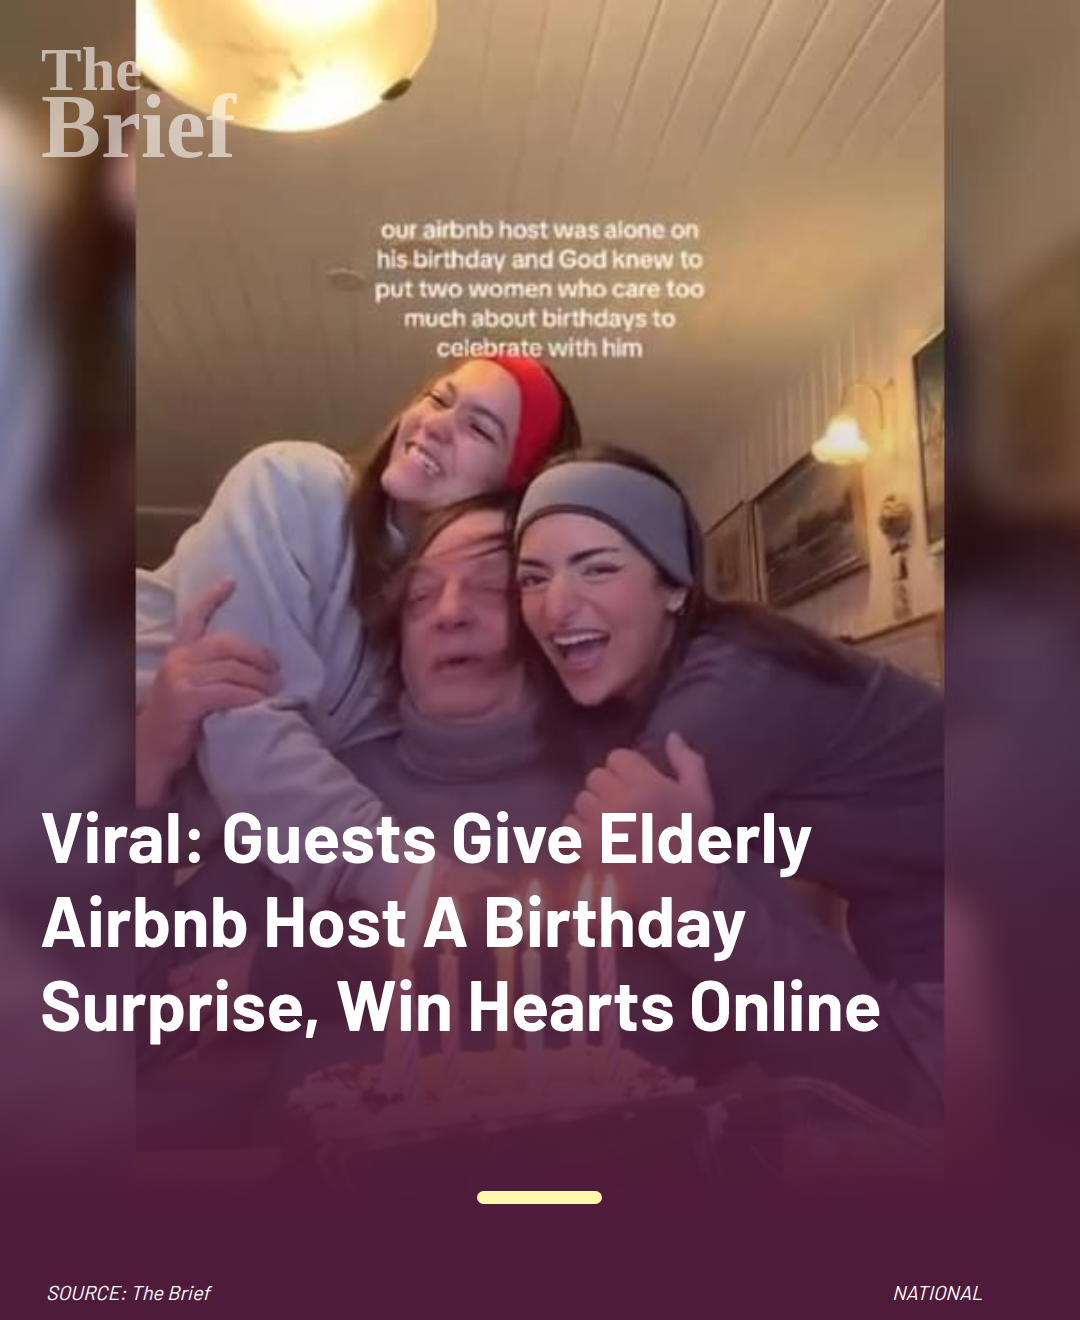 The
Brief
our airbnb host was alone on
his birthday and God knew to
put two women who care too
much about birthdays to
celebrate with him
Viral: Guests Give Elderly
Airbnb Host A Birthday
Surprise, Win Hearts Online
SOURCE: The Brief
NATIONAL